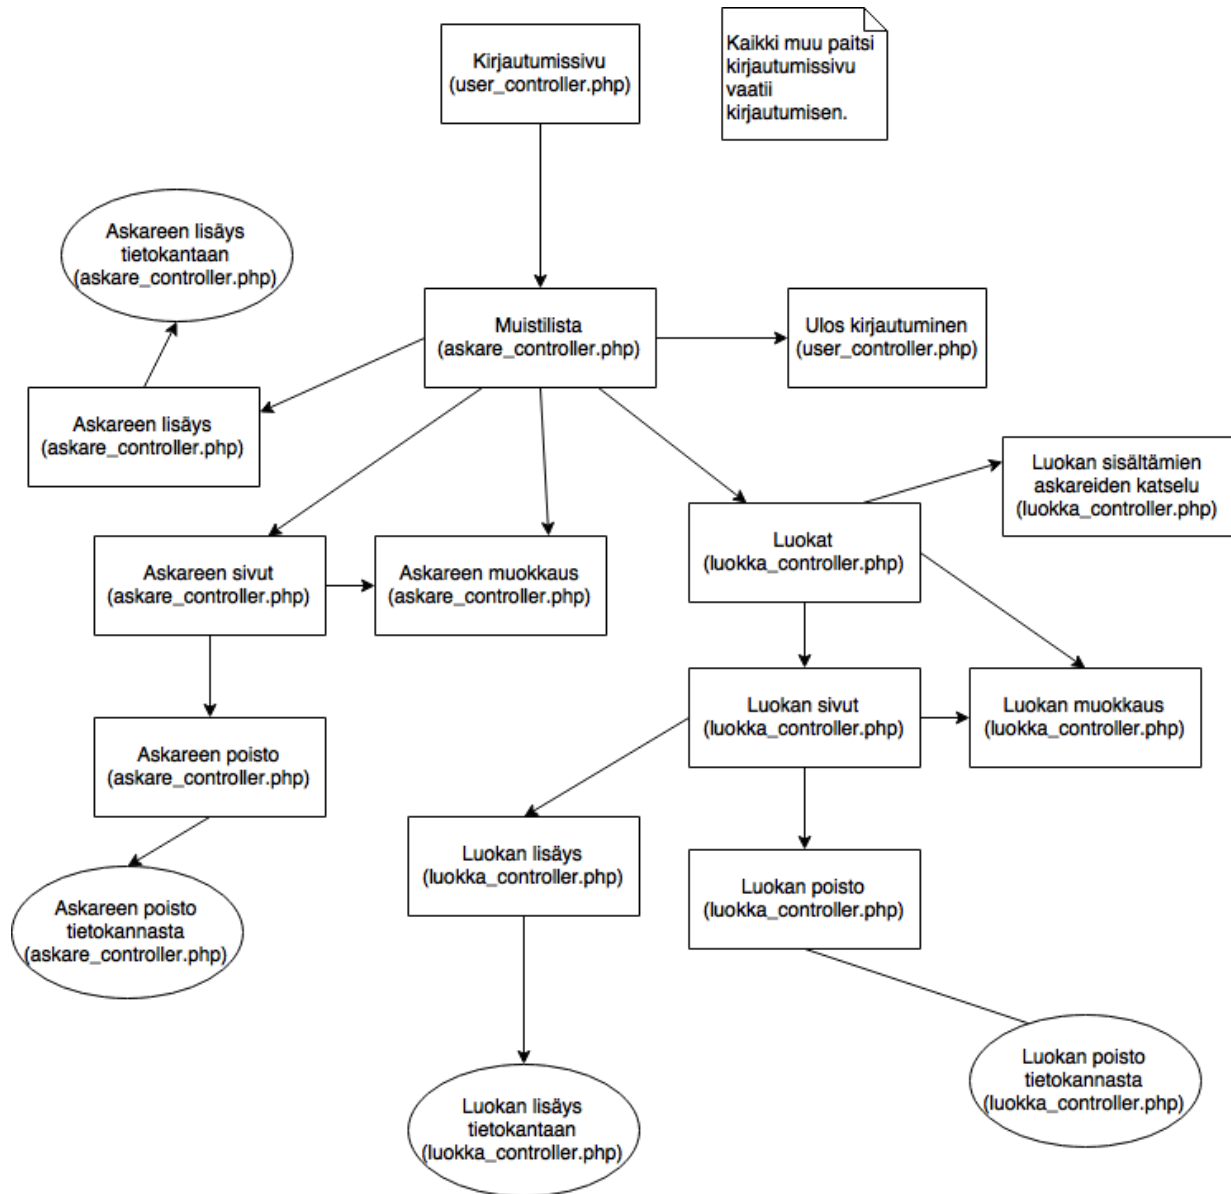 Kirjautumissivu
(user_controller.php)
Kaikki muu paitsi
kirjautumissivu
vaatii
kirjautumisen.
Askareen lisäys
tietokantaan
(askare_controller.php)
Muistilista
(askare_controller.php)
Ulos kirjautuminen
(user_controller.php)
Askareen lisäys
(askare_controller.php)
Luokan sisältämien
askareiden katselu
(luokka_controller.php)
Luokat
(luokka_controller.php)
Askareen sivut
(askare_controller.php)
Askareen muokkaus
(askare_controller.php)
Luokan sivut
(luokka_controller.php)
Luokan muokkaus
(luokka_controller.php)
Askareen poisto
(askare_controller.php)
Luokan lisäys
(luokka_controller.php)
Luokan poisto
(luokka_controller.php)
Askareen poisto
tietokannasta
(askare_controller.php)
Luokan poisto
tietokannasta
(luokka_controller.php)
Luokan lisäys
tietokantaan
(luokka_controller.php)